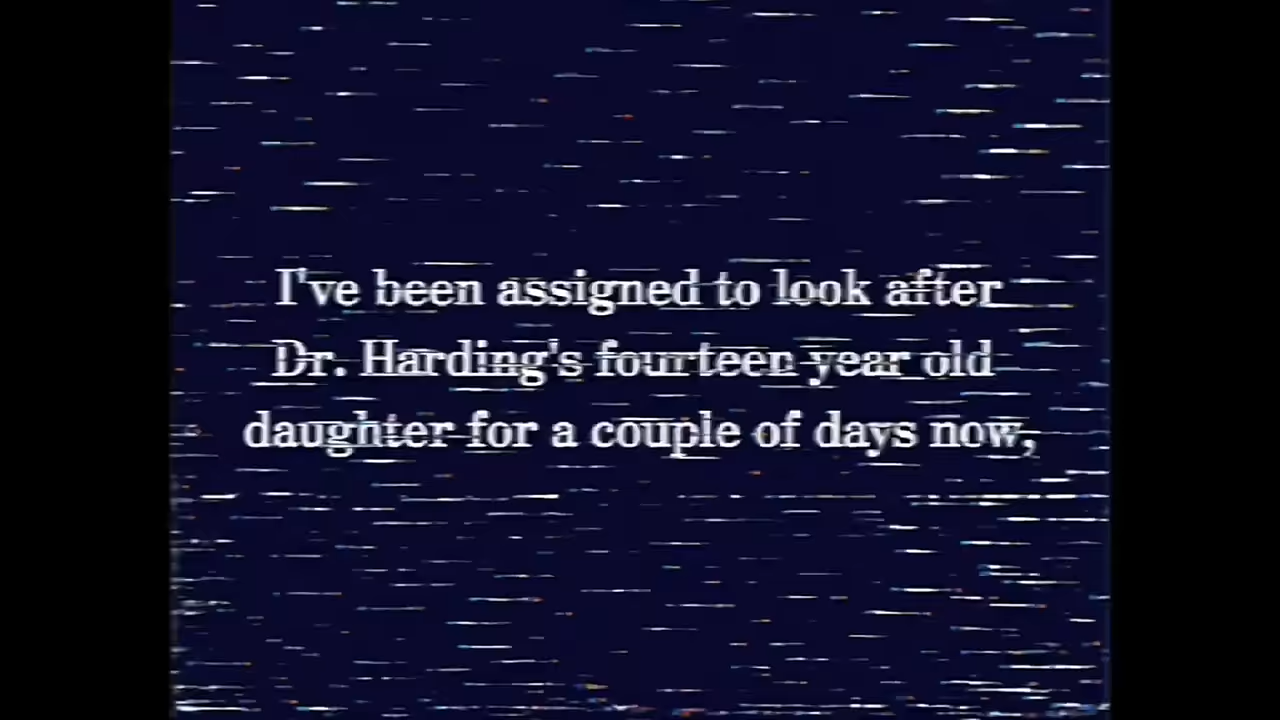 I've been assigned to look after
Dr. Harding's fourteen year old
daughter for a couple of days now,